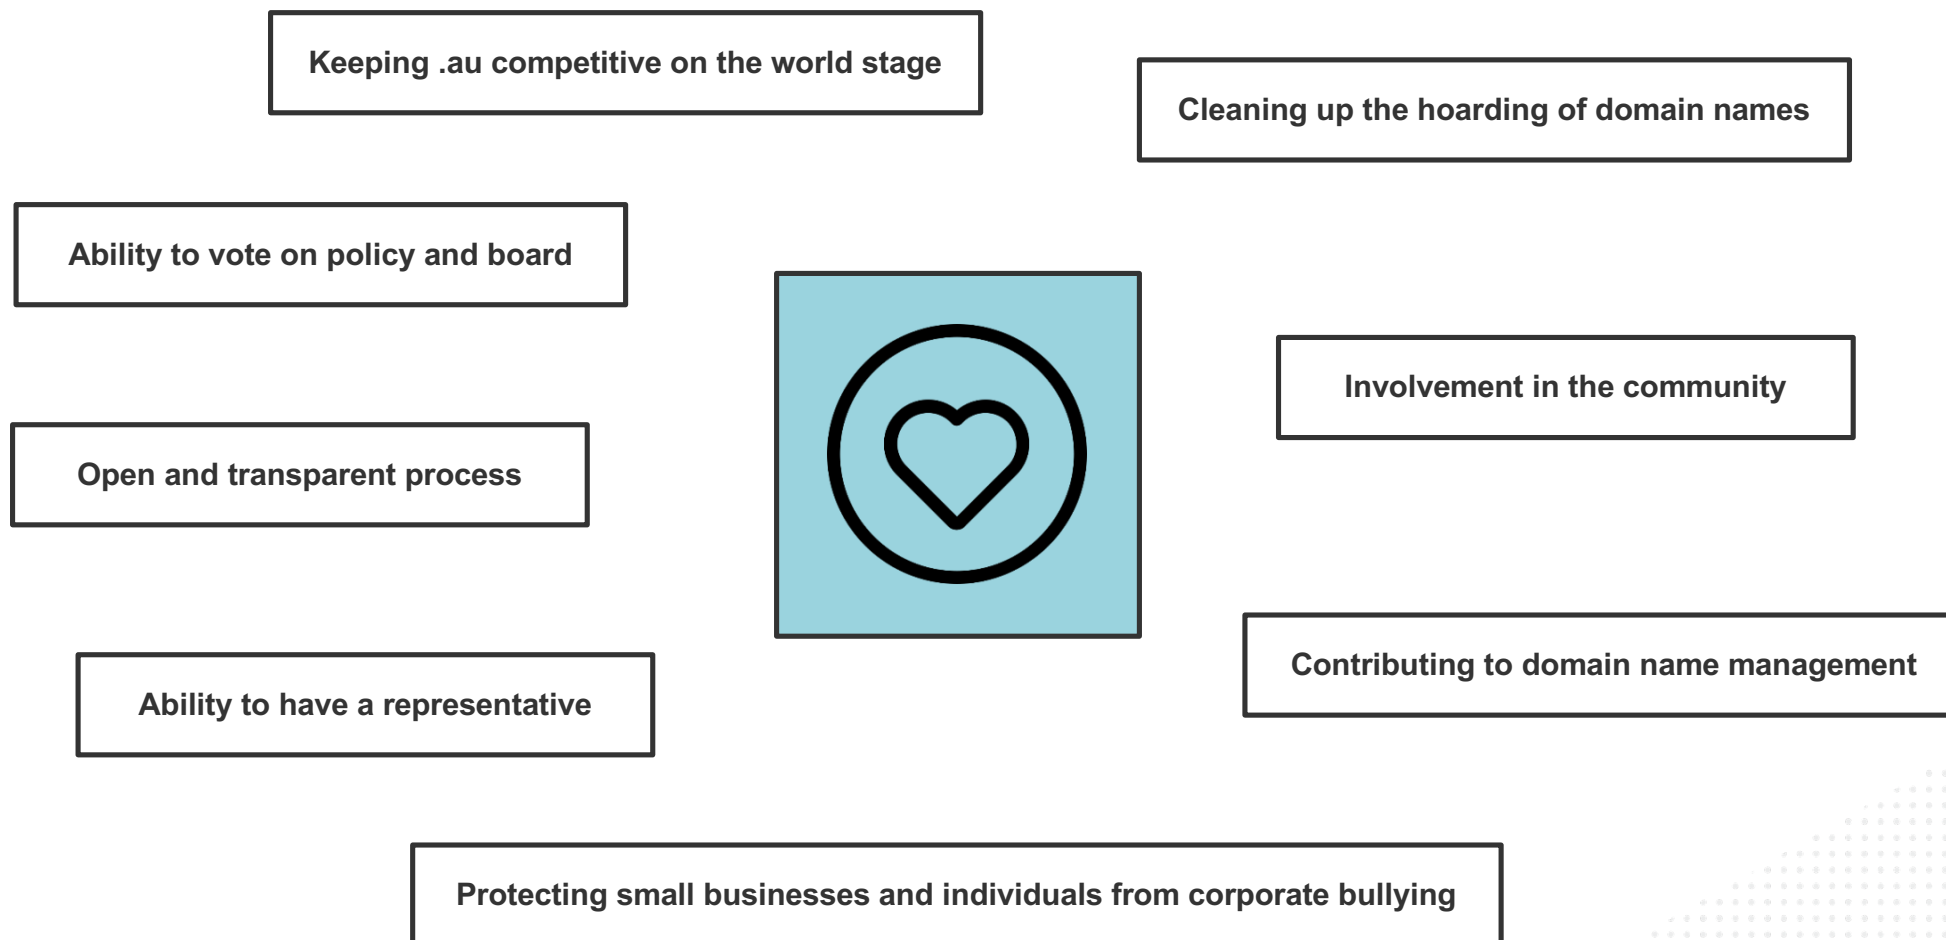 Keeping .au competitive on the world stage
Cleaning up the hoarding of domain names
Ability to vote on policy and board
Involvement in the community
Open and transparent process
Contributing to domain name management
Ability to have a representative
Protecting small businesses and individuals from corporate bullying